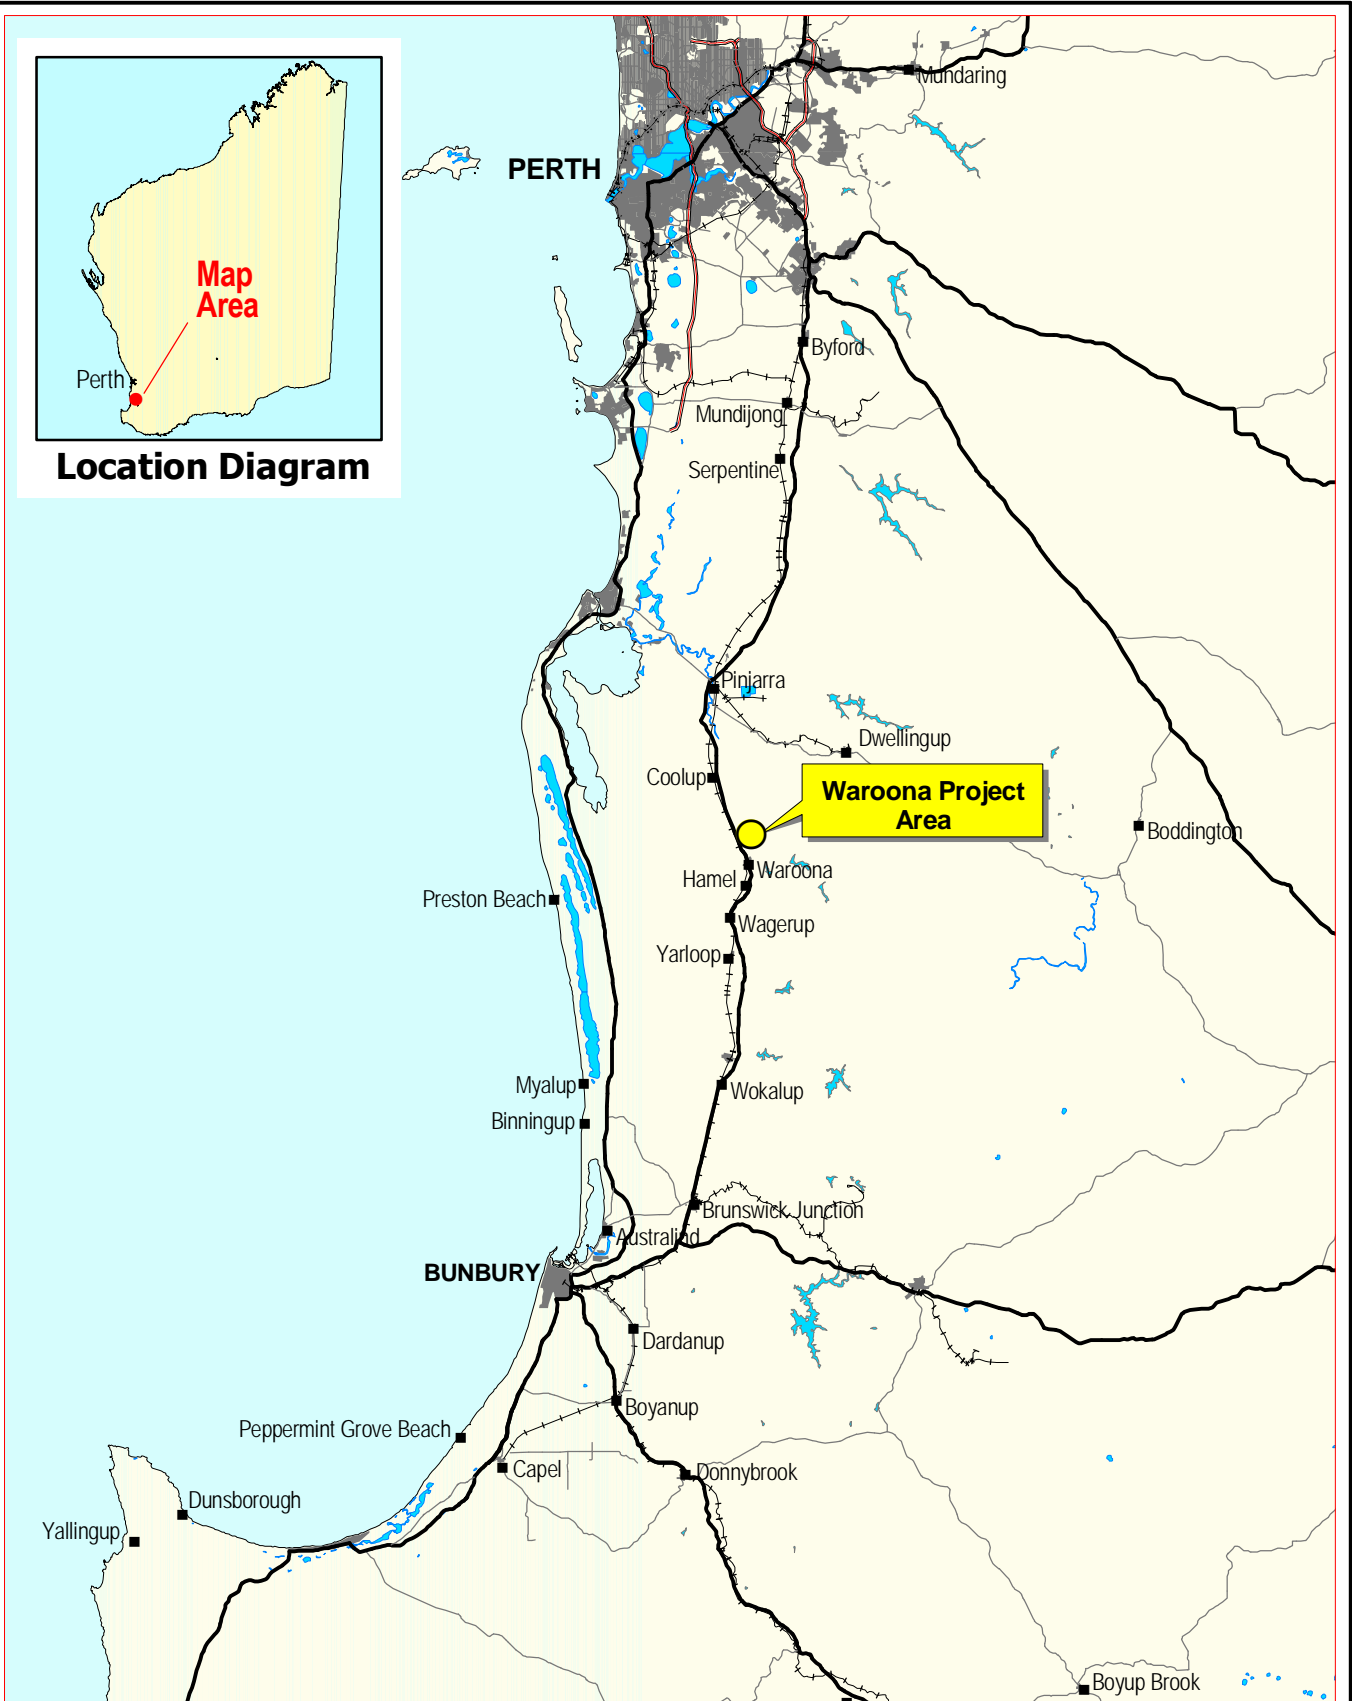 Mundaring
PERTH
Map
Area
Perth
Location Diagram
Byford
Mundijong
Serpentine
Pinjarra
Dwellingup
Coolup
Waroona Project
Area
Boddington
Waroona
Hamel
Preston Beach
Wagerup
Yarloop
Myalup
Wokalup
Binningup
Brunswick Junction
Australind
BUNBURY
Dardanup
Boyanup
Peppermint Grove Beach
Capel
Donnybrook
Dunsborough
Yallingup
Boyup Brook